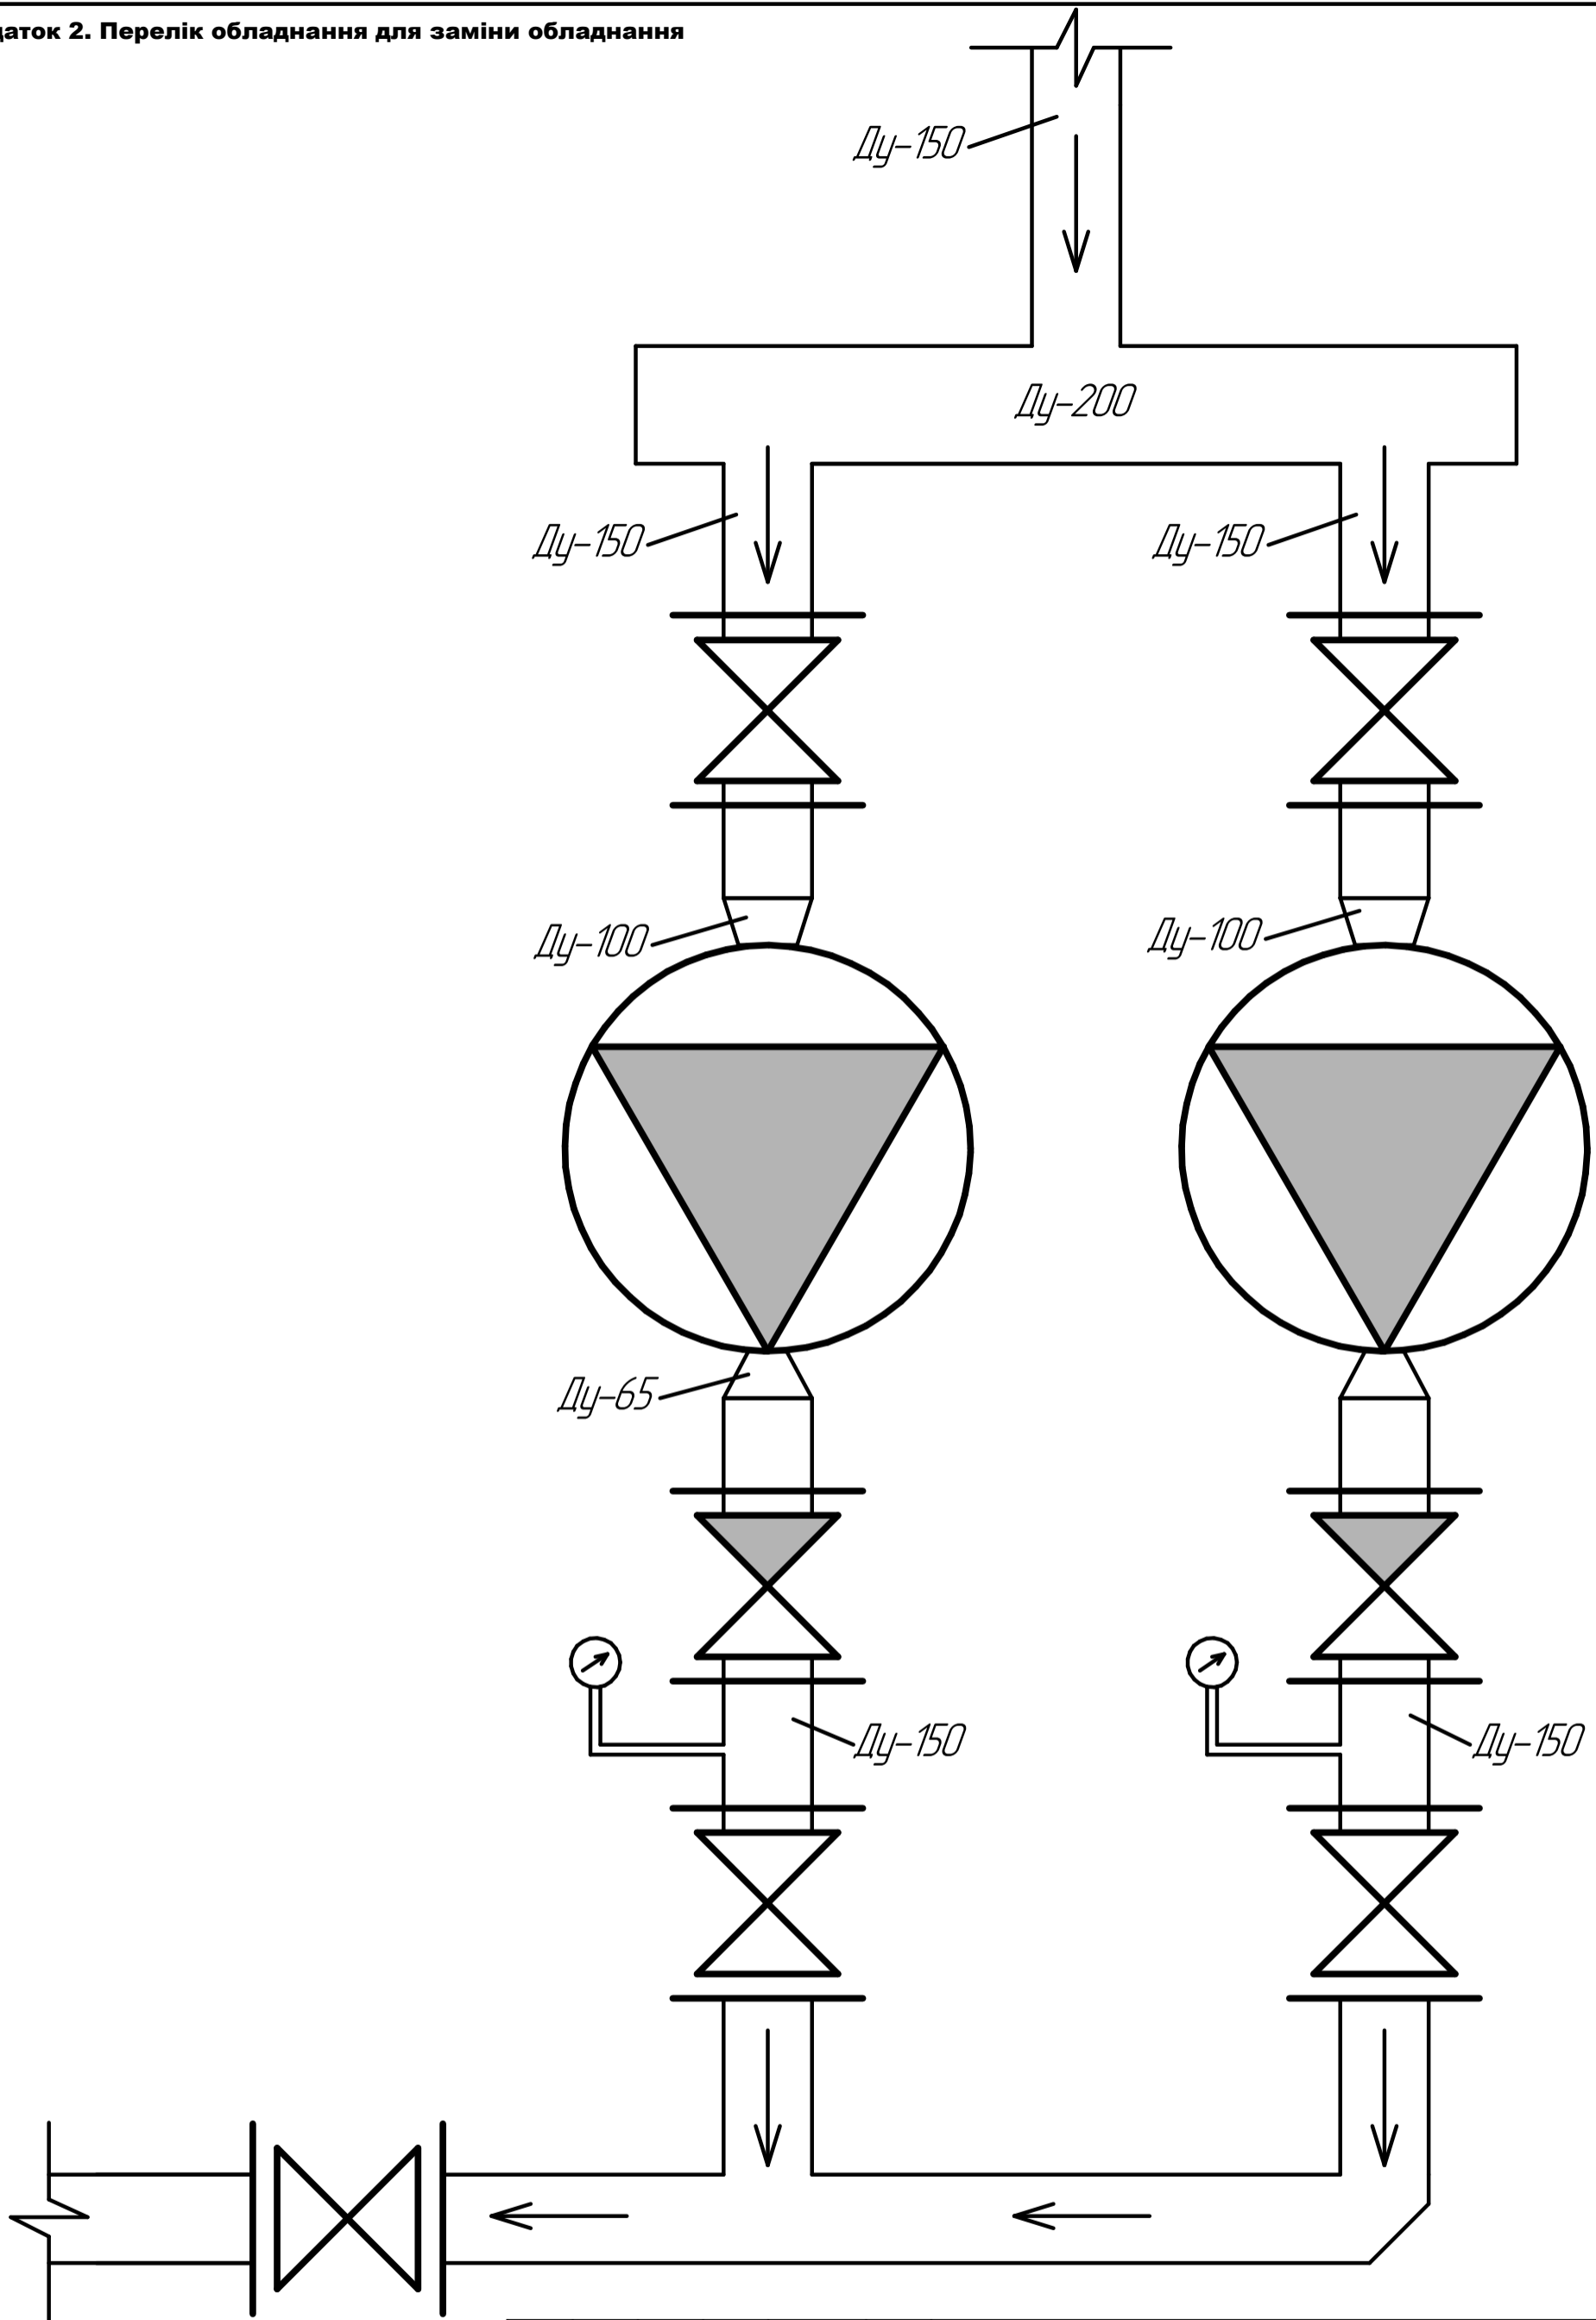 даток 2. Перелік обладнання для заміни обладнання
Ду-150
Ду-200
Ду-150
Ду-150
Ду-100
Ду-100
Ду-65
Ду-150
Ду-150